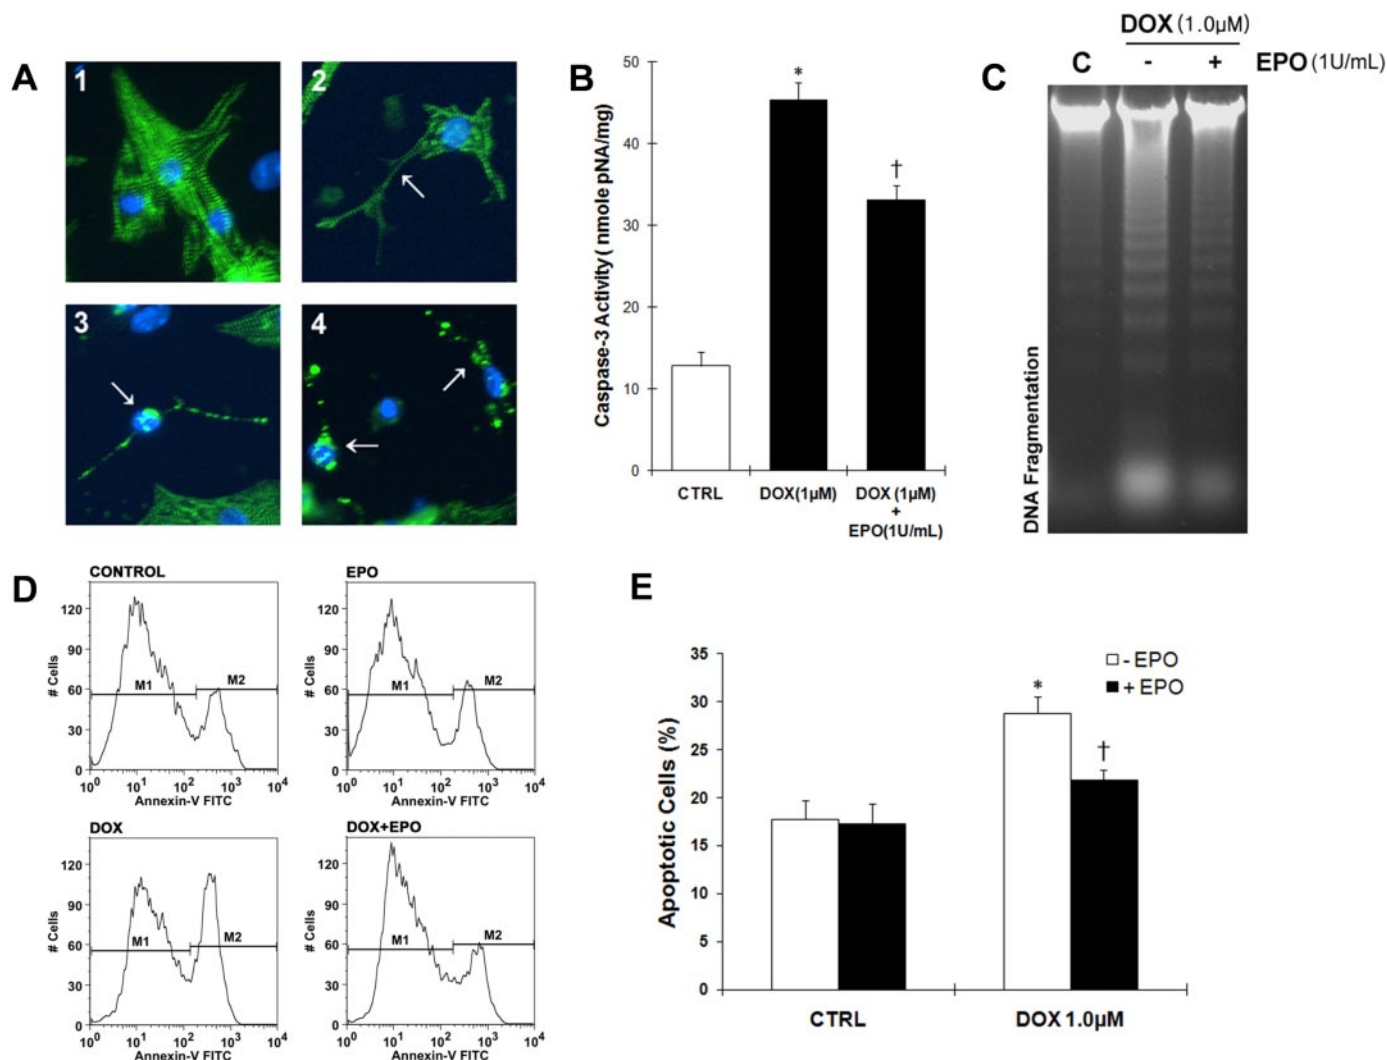 A
1
2
3
4
B
Caspase-3 Activity ( nmole pNA/mg)
50
40
30
20
10
0
*
†
CTRL
DOX(1μM)
DOX (1μM)
+
EPO(1U/mL)
C
DOX (1.0μM)
C - + EPO (1U/mL)
DNA Fragmentation
D
CONTROL
# Cells
120
90
60
30
0
M1
M2
10⁰ 10¹ 10² 10³ 10⁴
Annexin-V FITC
EPO
# Cells
120
90
60
30
0
M1
M2
10⁰ 10¹ 10² 10³ 10⁴
Annexin-V FITC
DOX
# Cells
120
90
60
30
0
M1
M2
10⁰ 10¹ 10² 10³ 10⁴
Annexin-V FITC
DOX+EPO
# Cells
120
90
60
30
0
M1
M2
10⁰ 10¹ 10² 10³ 10⁴
Annexin-V FITC
E
Apoptotic Cells (%)
35
30
25
20
15
10
5
0
- EPO
+ EPO
*
†
CTRL
DOX 1.0μM